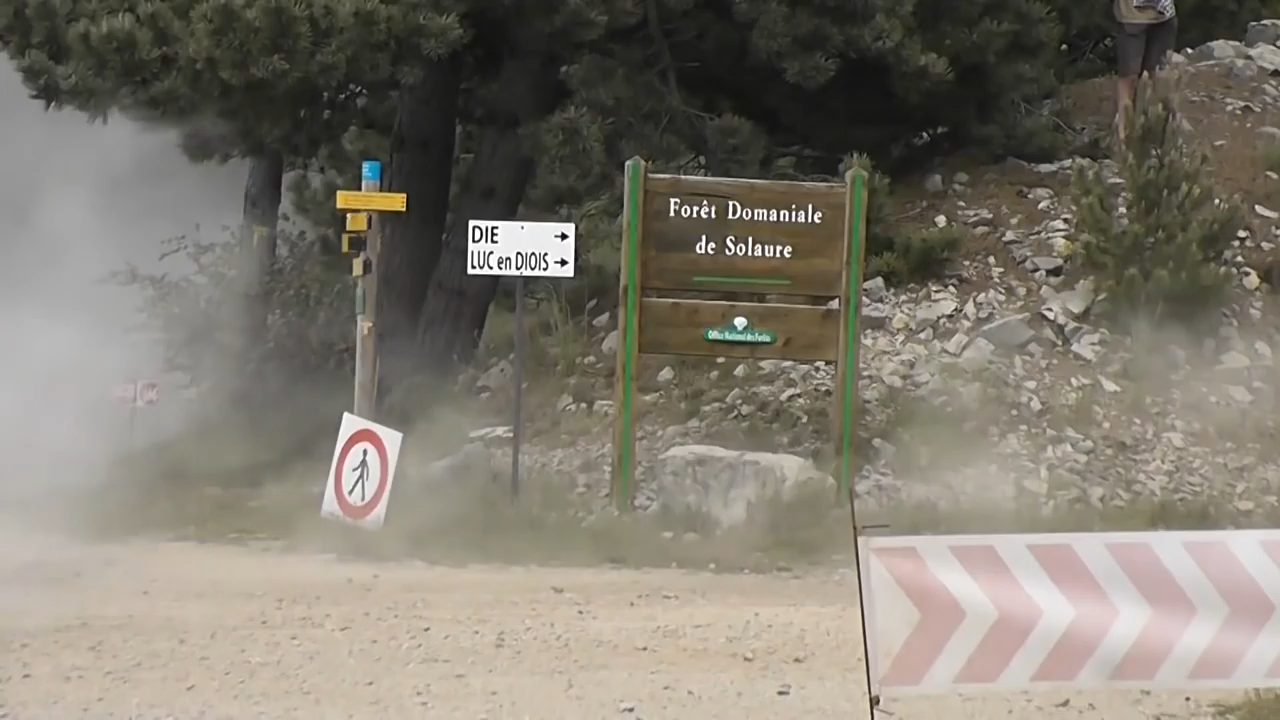 DIE
LUC en DIOIS
Forêt Domaniale
de Solaure
Office National des Forêts